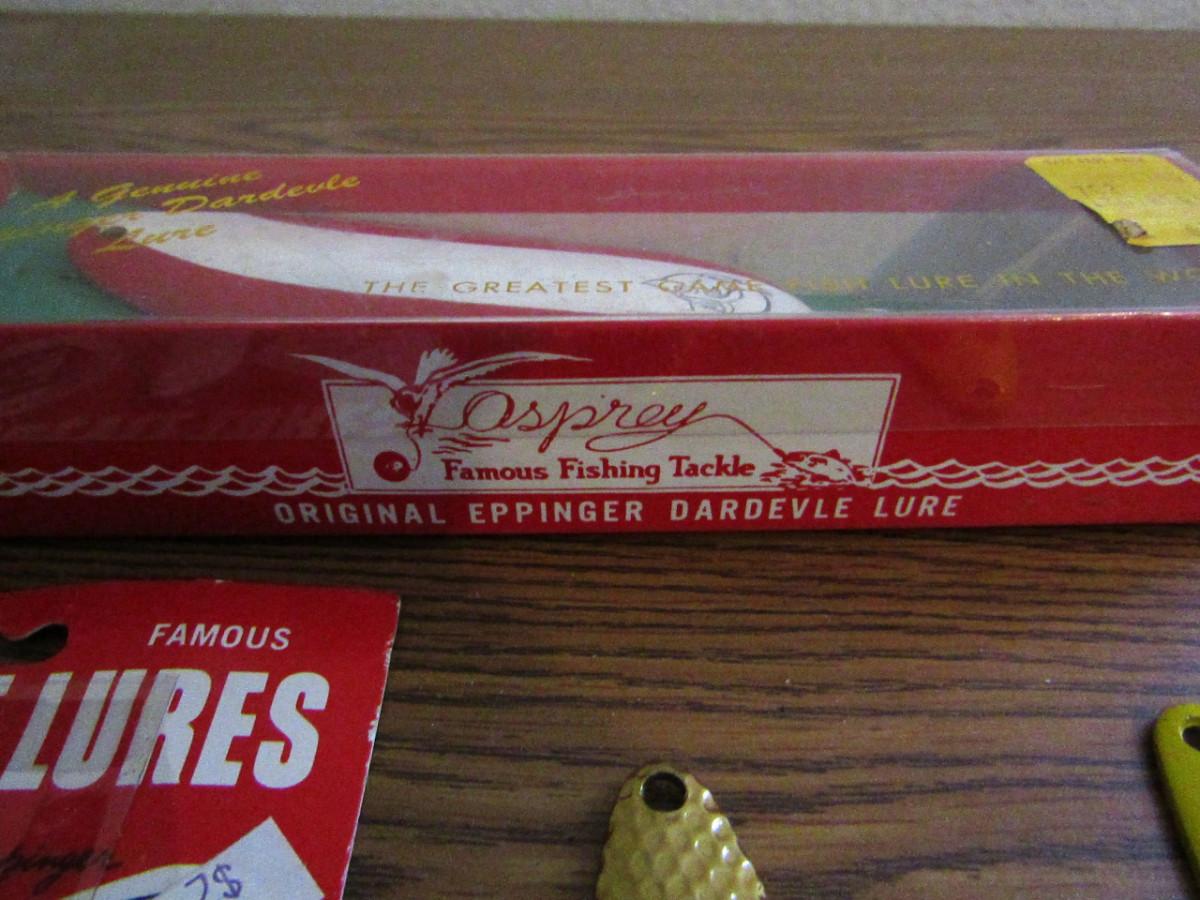 A Genuine
Dardevle
Lure
THE GREATEST GAME FISH LURE IN THE
Osprey
Famous Fishing Tackle
ORIGINAL EPPINGER DARDEVLE LURE
FAMOUS
LURES